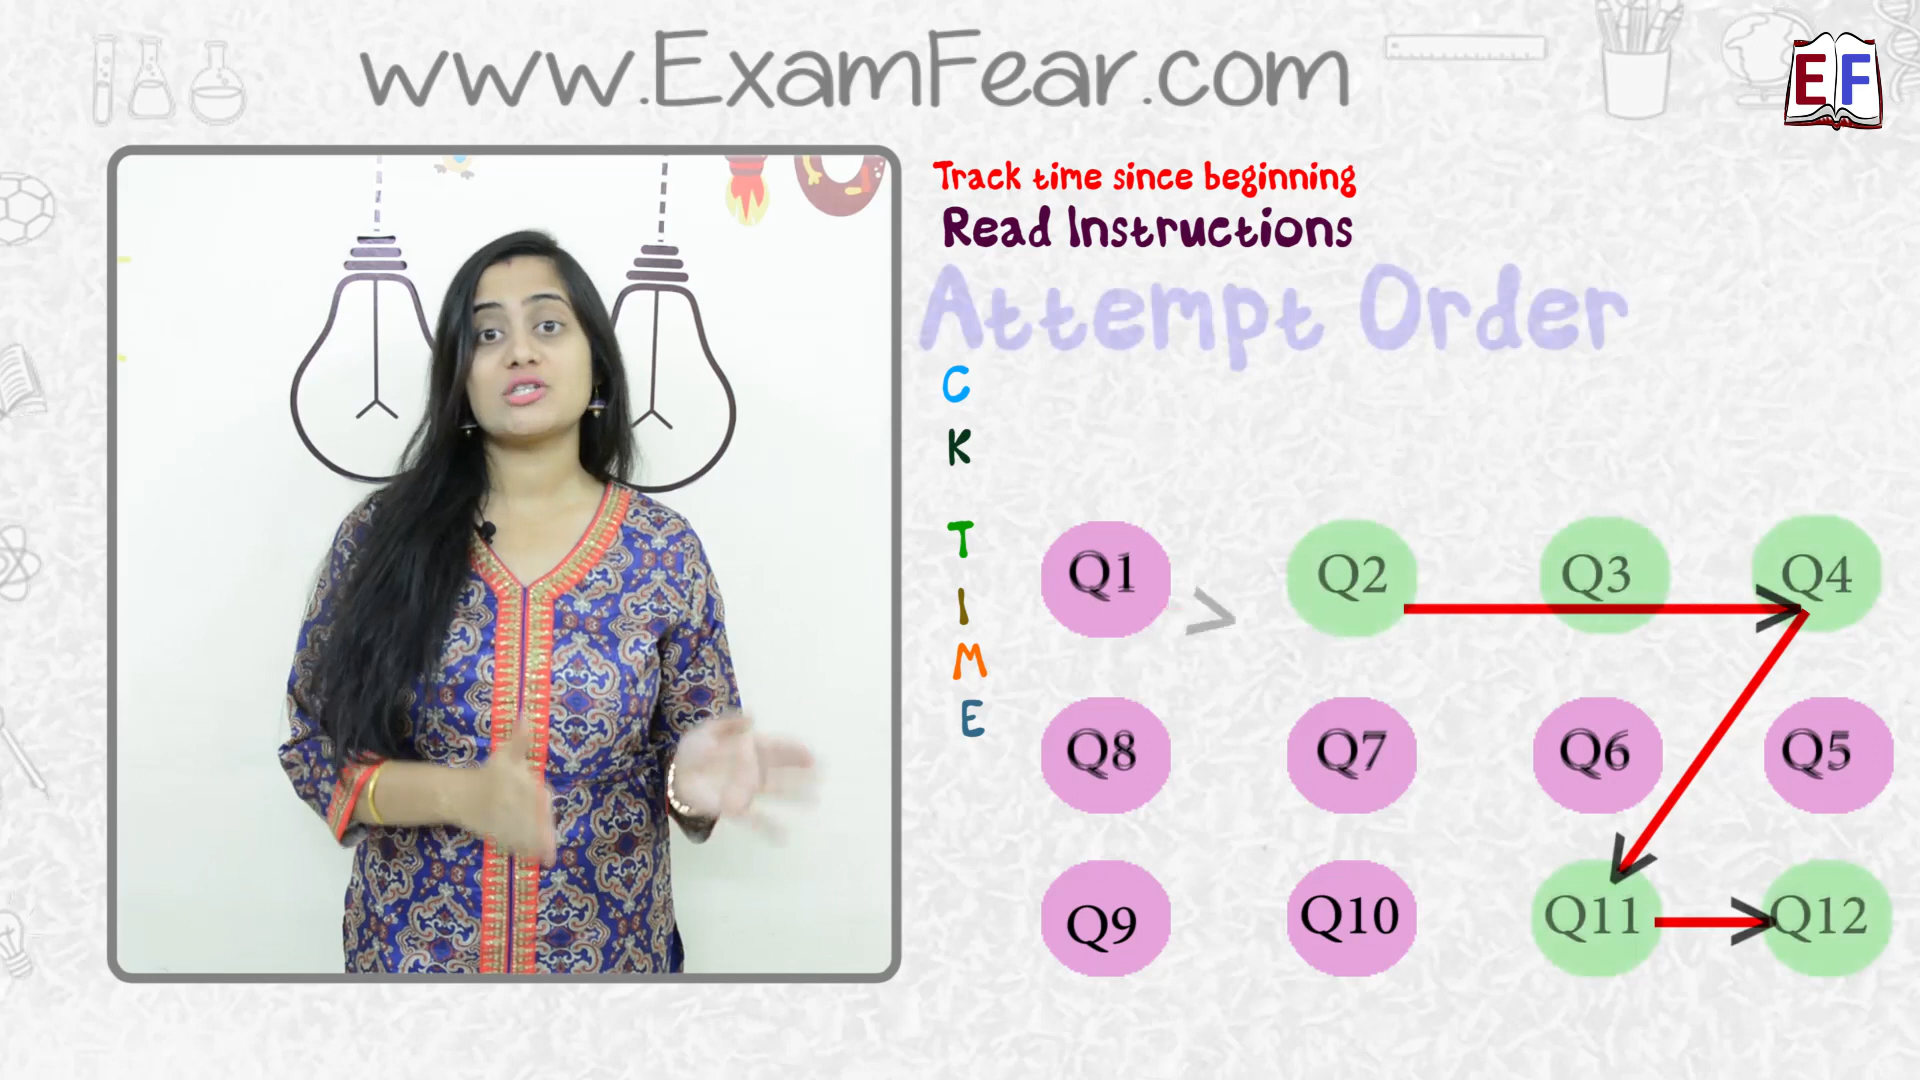 www.ExamFear.com
EF
Track time since beginning
Read Instructions
Attempt Order
C
K
T
I
M
E
Q1 > Q2 Q3 Q4
Q8 Q7 Q6 Q5
Q9 Q10 Q11 Q12